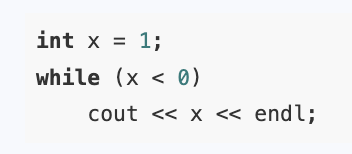 int x = 1;
while (x < 0)
    cout << x << endl;